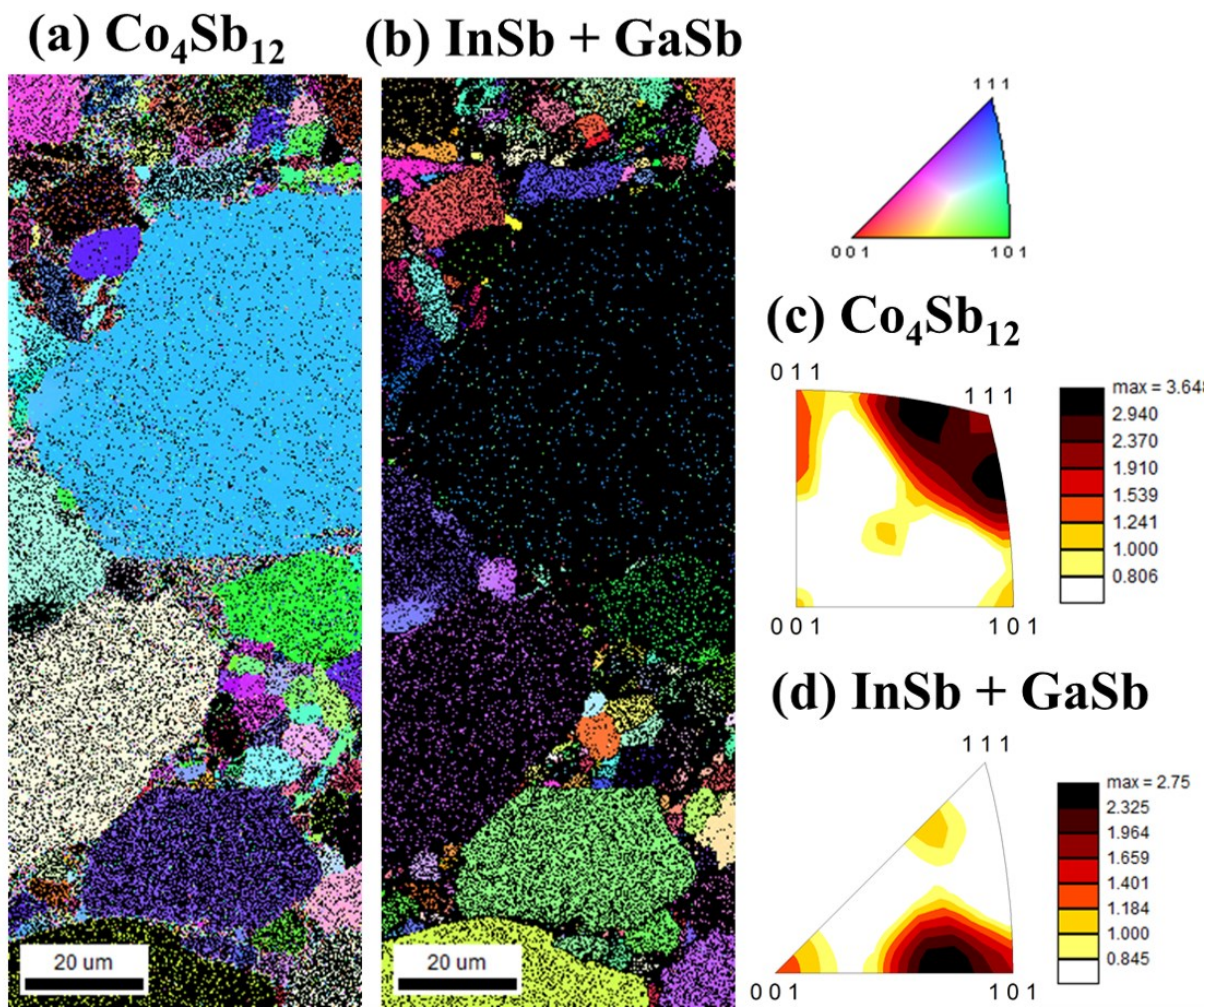 (a) Co₄Sb₁₂
(b) InSb + GaSb
1 1 1
0 0 1
1 0 1
(c) Co₄Sb₁₂
0 1 1
1 1 1
0 0 1
1 0 1
max = 3.648
2.940
2.370
1.910
1.539
1.241
1.000
0.806
(d) InSb + GaSb
1 1 1
0 0 1
1 0 1
max = 2.75
2.325
1.964
1.659
1.401
1.184
1.000
0.845
20 um
20 um